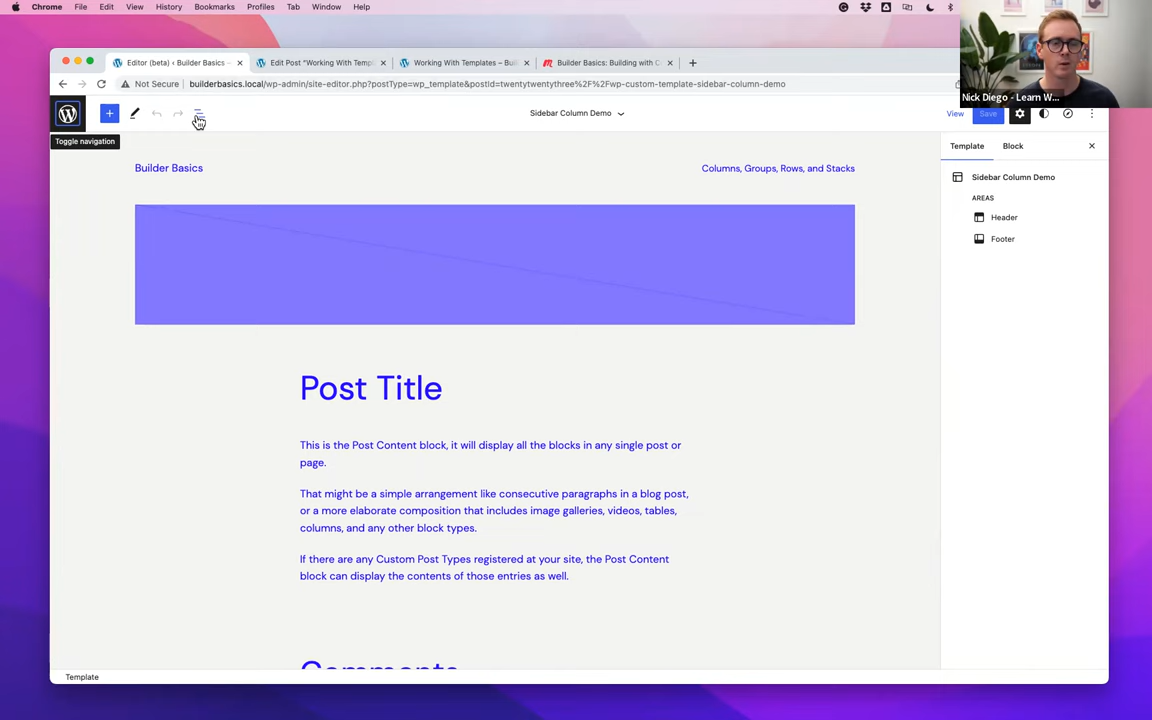 Chrome File Edit View History Bookmarks Profiles Tab Window Help
Editor (beta) ‹ Builder Basics –
Edit Post “Working With Templ
Working With Templates – Buil
Builder Basics: Building with C
Not Secure
builderbasics.local/wp-admin/site-editor.php?postType=wp_template&postId=twentytwentythree%2F%2Fwp-custom-template-sidebar-column-demo
Nick Diego - Learn W...
Sidebar Column Demo
View
Save
Toggle navigation
Template
Block
Builder Basics
Columns, Groups, Rows, and Stacks
Sidebar Column Demo
AREAS
Header
Footer
Post Title
This is the Post Content block, it will display all the blocks in any single post or
page.
That might be a simple arrangement like consecutive paragraphs in a blog post,
or a more elaborate composition that includes image galleries, videos, tables,
columns, and any other block types.
If there are any Custom Post Types registered at your site, the Post Content
block can display the contents of those entries as well.
Comments
Template